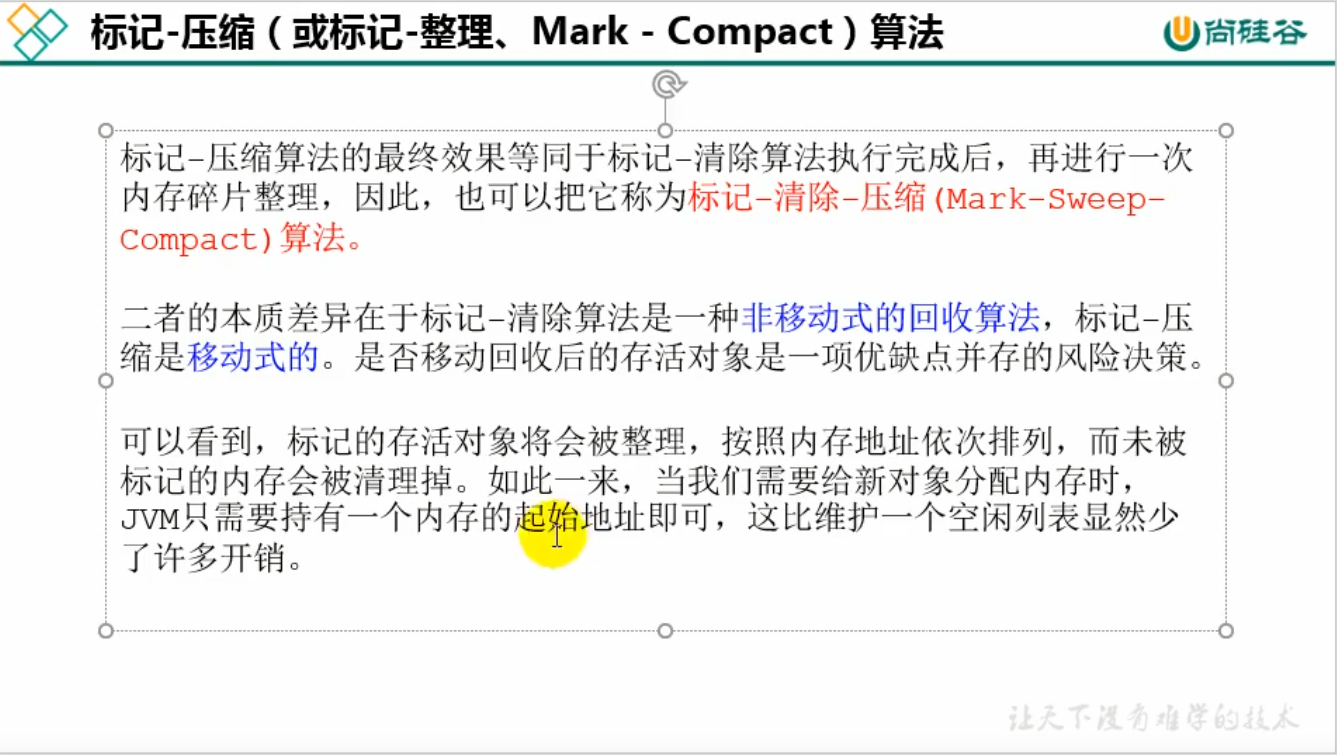 标记-压缩（或标记-整理、Mark - Compact）算法
尚硅谷
标记-压缩算法的最终效果等同于标记-清除算法执行完成后，再进行一次
内存碎片整理，因此，也可以把它称为标记-清除-压缩(Mark-Sweep-
Compact)算法。
二者的本质差异在于标记-清除算法是一种非移动式的回收算法，标记-压
缩是移动式的。是否移动回收后的存活对象是一项优缺点并存的风险决策。
可以看到，标记的存活对象将会被整理，按照内存地址依次排列，而未被
标记的内存会被清理掉。如此一来，当我们需要给新对象分配内存时，
JVM只需要持有一个内存的起始地址即可，这比维护一个空闲列表显然少
了许多开销。
让天下没有难学的技术